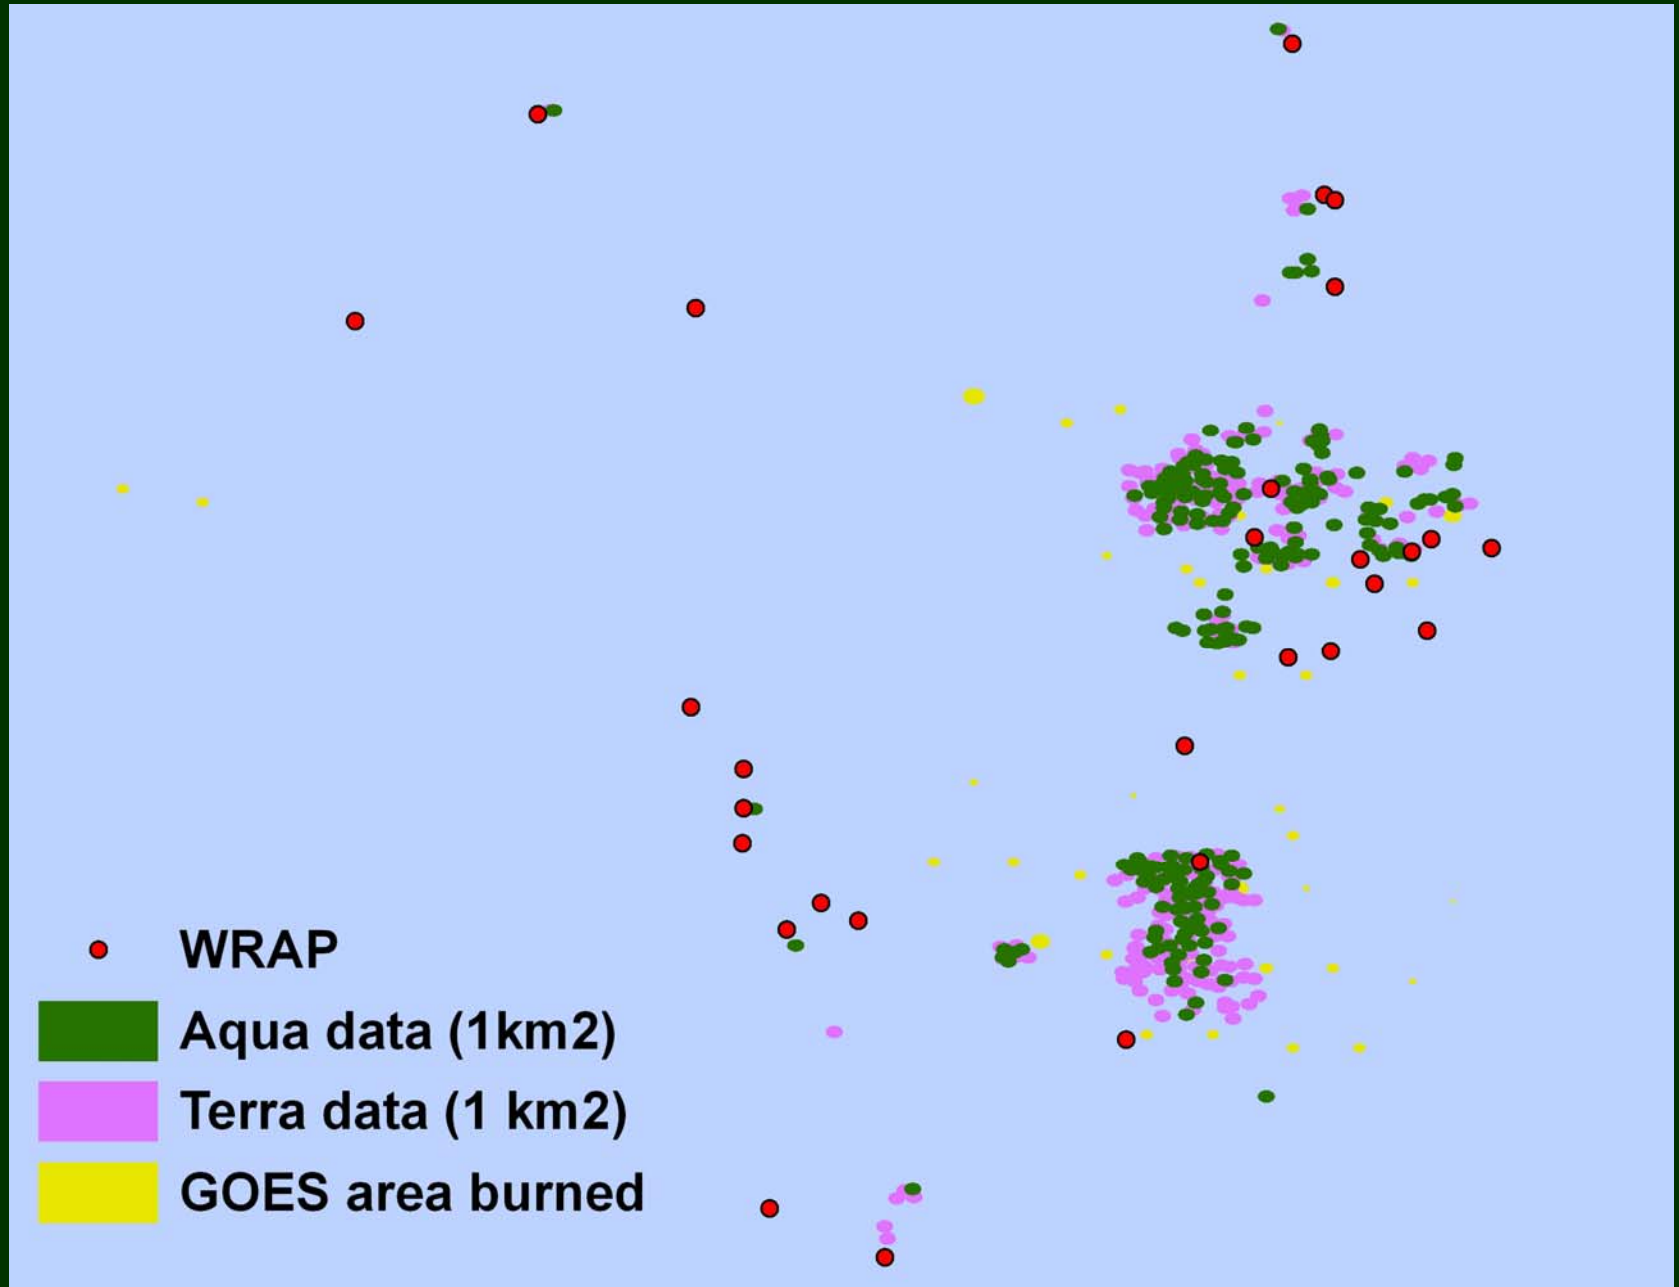 WRAP
Aqua data (1km2)
Terra data (1 km2)
GOES area burned